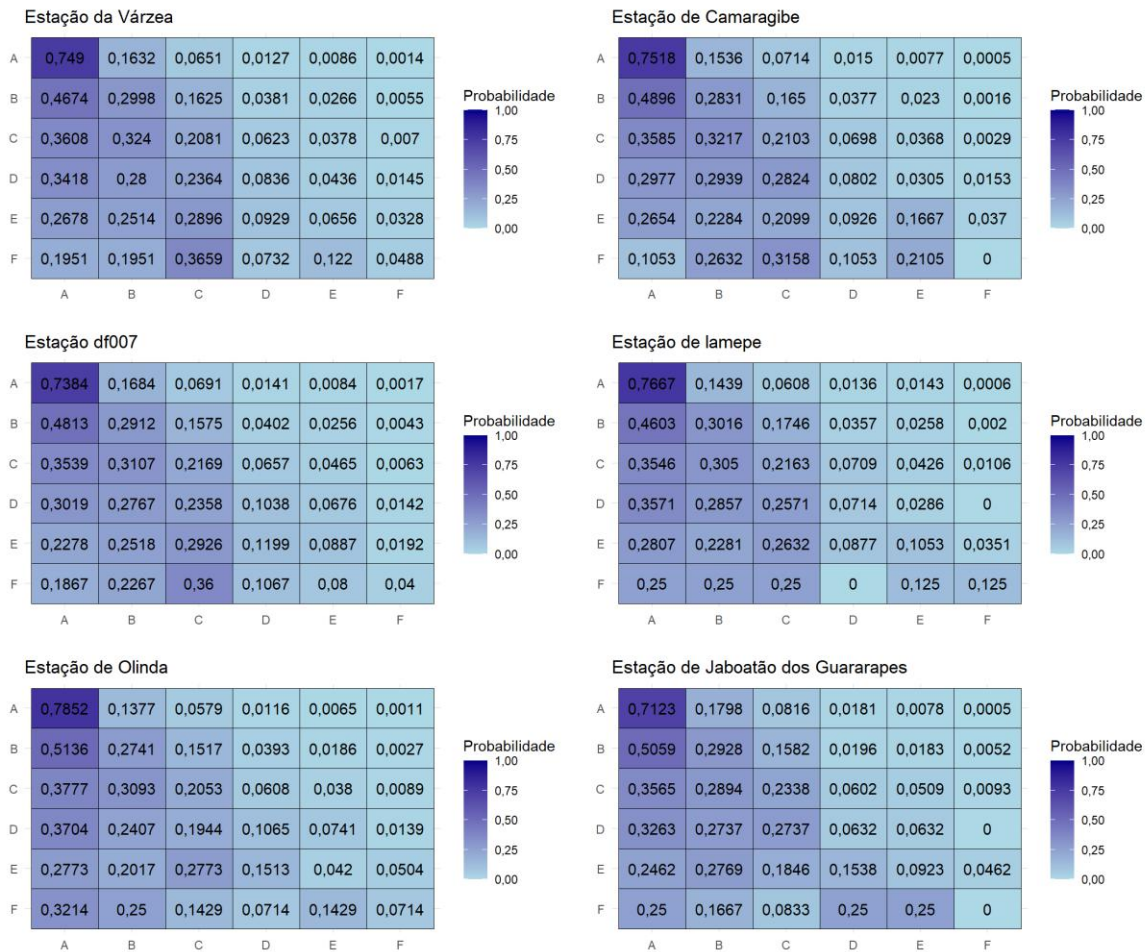 Estação da Várzea
A 0,749 0,1632 0,0651 0,0127 0,0086 0,0014
B 0,4674 0,2998 0,1625 0,0381 0,0266 0,0055
C 0,3608 0,324 0,2081 0,0623 0,0378 0,007
D 0,3418 0,28 0,2364 0,0836 0,0436 0,0145
E 0,2678 0,2514 0,2896 0,0929 0,0656 0,0328
F 0,1951 0,1951 0,3659 0,0732 0,122 0,0488
A B C D E F
Probabilidade
1,00
0,75
0,50
0,25
0,00
Estação de Camaragibe
A 0,7518 0,1536 0,0714 0,015 0,0077 0,0005
B 0,4896 0,2831 0,165 0,0377 0,023 0,0016
C 0,3585 0,3217 0,2103 0,0698 0,0368 0,0029
D 0,2977 0,2939 0,2824 0,0802 0,0305 0,0153
E 0,2654 0,2284 0,2099 0,0926 0,1667 0,037
F 0,1053 0,2632 0,3158 0,1053 0,2105 0
A B C D E F
Probabilidade
1,00
0,75
0,50
0,25
0,00
Estação df007
A 0,7384 0,1684 0,0691 0,0141 0,0084 0,0017
B 0,4813 0,2912 0,1575 0,0402 0,0256 0,0043
C 0,3539 0,3107 0,2169 0,0657 0,0465 0,0063
D 0,3019 0,2767 0,2358 0,1038 0,0676 0,0142
E 0,2278 0,2518 0,2926 0,1199 0,0887 0,0192
F 0,1867 0,2267 0,36 0,1067 0,08 0,04
A B C D E F
Probabilidade
1,00
0,75
0,50
0,25
0,00
Estação de Iamepe
A 0,7667 0,1439 0,0608 0,0136 0,0143 0,0006
B 0,4603 0,3016 0,1746 0,0357 0,0258 0,002
C 0,3546 0,305 0,2163 0,0709 0,0426 0,0106
D 0,3571 0,2857 0,2571 0,0714 0,0286 0
E 0,2807 0,2281 0,2632 0,0877 0,1053 0,0351
F 0,25 0,25 0,25 0 0,125 0,125
A B C D E F
Probabilidade
1,00
0,75
0,50
0,25
0,00
Estação de Olinda
A 0,7852 0,1377 0,0579 0,0116 0,0065 0,0011
B 0,5136 0,2741 0,1517 0,0393 0,0186 0,0027
C 0,3777 0,3093 0,2053 0,0608 0,038 0,0089
D 0,3704 0,2407 0,1944 0,1065 0,0741 0,0139
E 0,2773 0,2017 0,2773 0,1513 0,042 0,0504
F 0,3214 0,25 0,1429 0,0714 0,1429 0,0714
A B C D E F
Probabilidade
1,00
0,75
0,50
0,25
0,00
Estação de Jaboatão dos Guararapes
A 0,7123 0,1798 0,0816 0,0181 0,0078 0,0005
B 0,5059 0,2928 0,1582 0,0196 0,0183 0,0052
C 0,3565 0,2894 0,2338 0,0602 0,0509 0,0093
D 0,3263 0,2737 0,2737 0,0632 0,0632 0
E 0,2462 0,2769 0,1846 0,1538 0,0923 0,0462
F 0,25 0,1667 0,0833 0,25 0,25 0
A B C D E F
Probabilidade
1,00
0,75
0,50
0,25
0,00